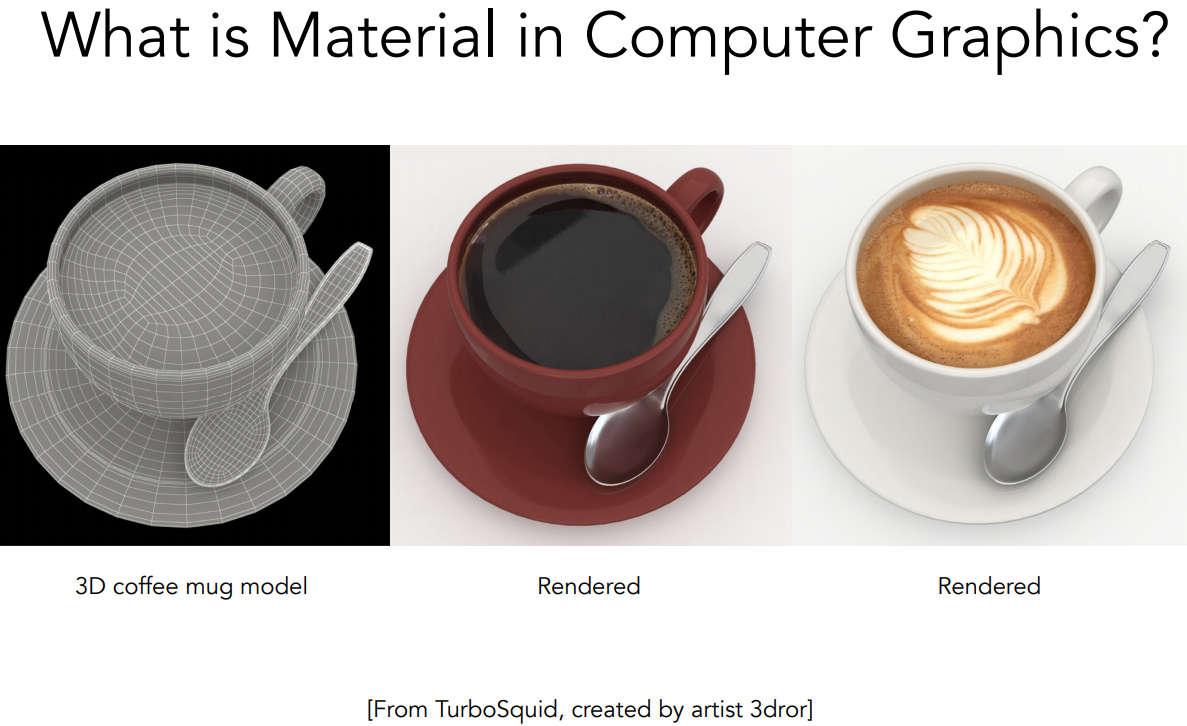 What is Material in Computer Graphics?
3D coffee mug model
Rendered
Rendered
[From TurboSquid, created by artist 3dror]